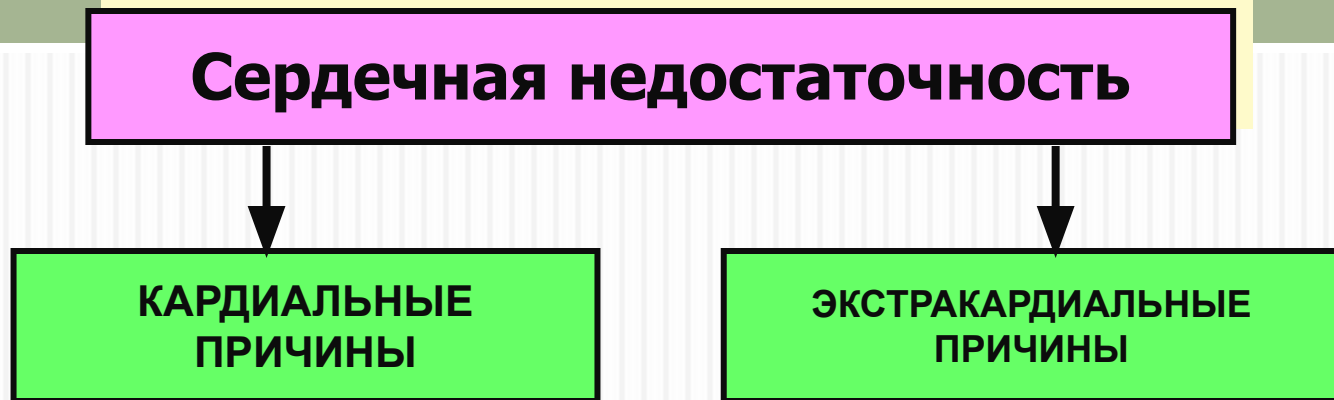 Сердечная недостаточность
КАРДИАЛЬНЫЕ
ПРИЧИНЫ
ЭКСТРАКАРДИАЛЬНЫЕ
ПРИЧИНЫ